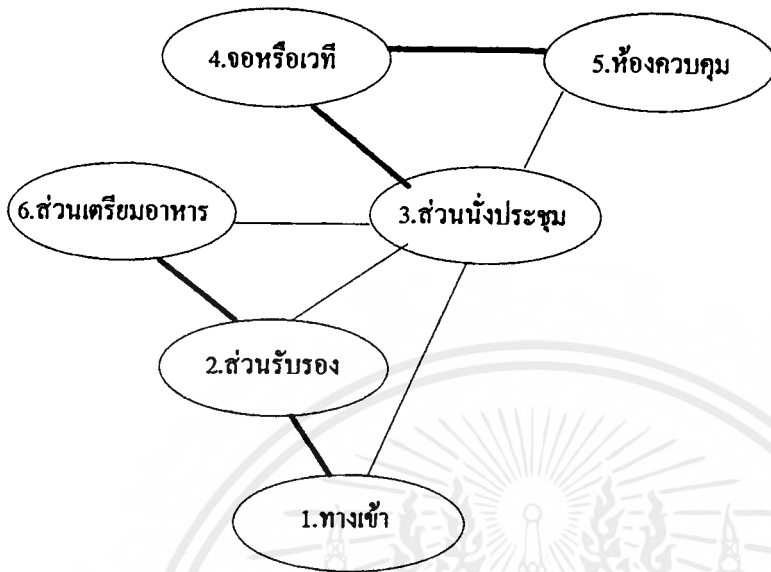 4.จอหรือเวที
5.ห้องควบคุม
6.ส่วนเตรียมอาหาร
3.ส่วนนั่งประชุม
2.ส่วนรับรอง
1.ทางเข้า